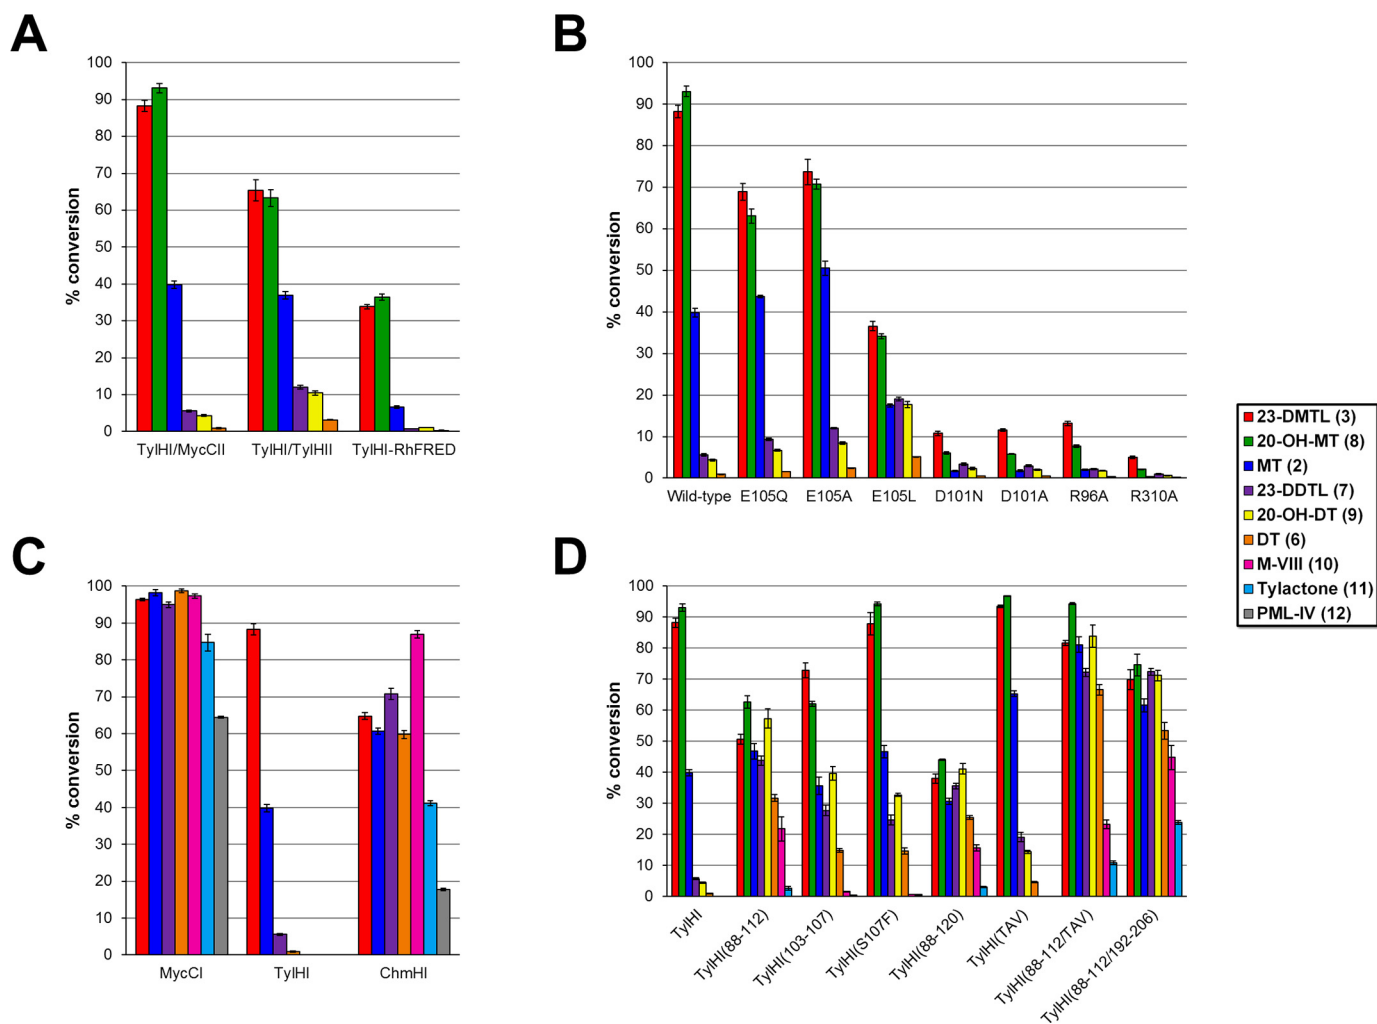 A
% conversion
100
90
80
70
60
50
40
30
20
10
0
TylHI/MycCII TylHI/TylHIII TylHI-RhFRED
B
% conversion
100
90
80
70
60
50
40
30
20
10
0
Wild-type E105Q E105A E105L D101N D101A R96A R310A
C
% conversion
100
90
80
70
60
50
40
30
20
10
0
MycCI TylHI ChmHI
D
% conversion
100
90
80
70
60
50
40
30
20
10
0
TylHI
TylHI(88-112)
TylHI(103-107)
TylHI(S107F)
TylHI(88-120)
TylHI(TAV)
TylHI(88-112/TAV)
TylHI(88-112/192-206)
23-DMTL (3)
20-OH-MT (8)
MT (2)
23-DDTL (7)
20-OH-DT (9)
DT (6)
M-VIII (10)
Tylactone (11)
PML-IV (12)